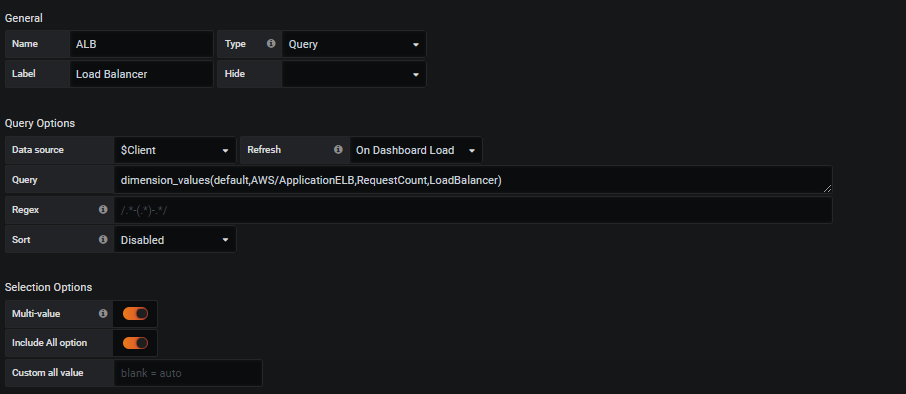 General
Name ALB Type Query
Label Load Balancer Hide
Query Options
Data source $Client Refresh On Dashboard Load
Query dimension_values(default,AWS/ApplicationELB,RequestCount,LoadBalancer)
Regex /.*-(.*)-.*/
Sort Disabled
Selection Options
Multi-value
Include All option
Custom all value blank = auto